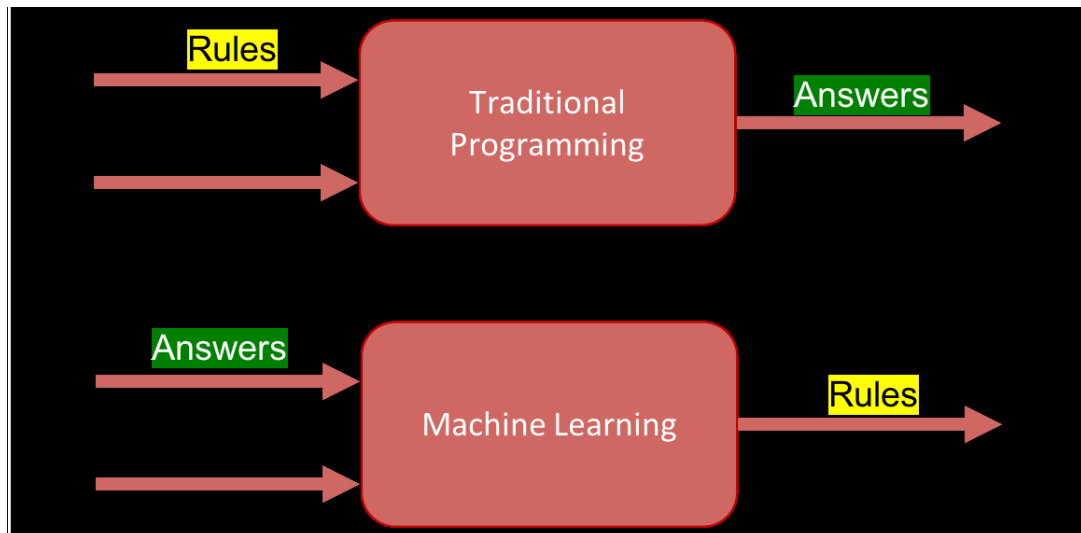 Rules
Traditional
Programming
Answers
Answers
Machine Learning
Rules